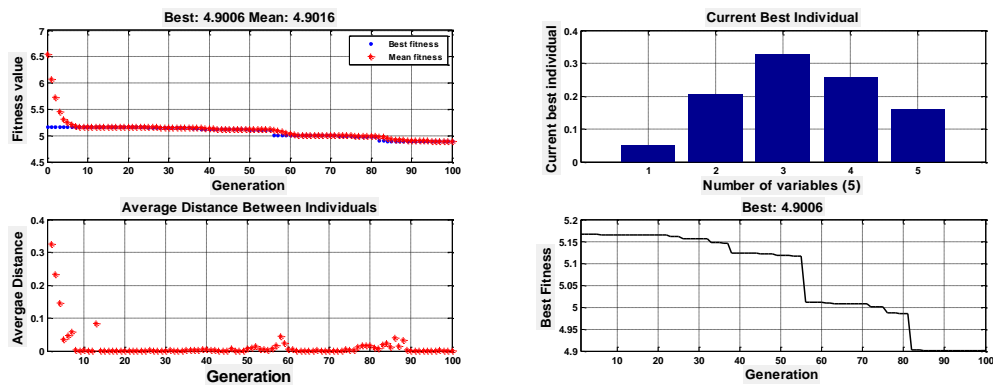 Best: 4.9006 Mean: 4.9016
Fitness value
7
6.5
6
5.5
5
4.5
Best fitness
Mean fitness
0 10 20 30 40 50 60 70 80 90 100
Generation
Current Best Individual
Current best individual
0.4
0.3
0.2
0.1
0
1 2 3 4 5
Number of variables (5)
Average Distance Between Individuals
Avergae Distance
0.4
0.3
0.2
0.1
0
10 20 30 40 50 60 70 80 90 100
Generation
Best: 4.9006
Best Fitness
5.2
5.15
5.1
5.05
5
4.95
4.9
10 20 30 40 50 60 70 80 90 100
Generation